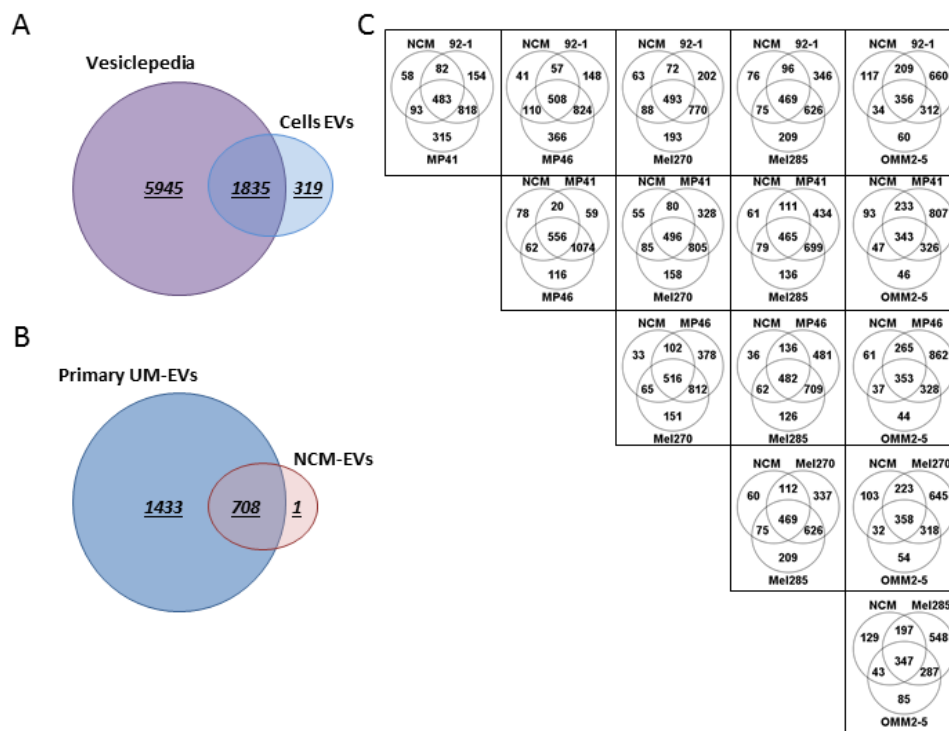 A
Vesiclepedia
Cells EVs
5945 1835 319
B
Primary UM-EVs
NCM-EVs
1433 708 1
C
NCM 92-1
82
58 154
483
93 818
315
MP41
NCM 92-1
57
41 148
508
110 824
366
MP46
NCM 92-1
72
63 202
493
88 770
193
Mel270
NCM 92-1
96
76 346
469
75 626
209
Mel285
NCM 92-1
209
117 660
356
34 312
60
OMM2-5
NCM MP41
20
78 59
556
62 1074
116
MP46
NCM MP41
80
55 328
496
85 805
158
Mel270
NCM MP41
111
61 434
465
79 699
136
Mel285
NCM MP41
233
93 807
343
47 326
46
OMM2-5
NCM MP46
102
33 378
516
65 812
151
Mel270
NCM MP46
136
36 481
482
62 709
126
Mel285
NCM MP46
265
61 862
353
37 328
44
OMM2-5
NCM Mel270
112
60 337
469
75 626
209
Mel285
NCM Mel270
223
103 645
358
32 318
54
OMM2-5
NCM Mel285
197
129 548
347
43 287
85
OMM2-5